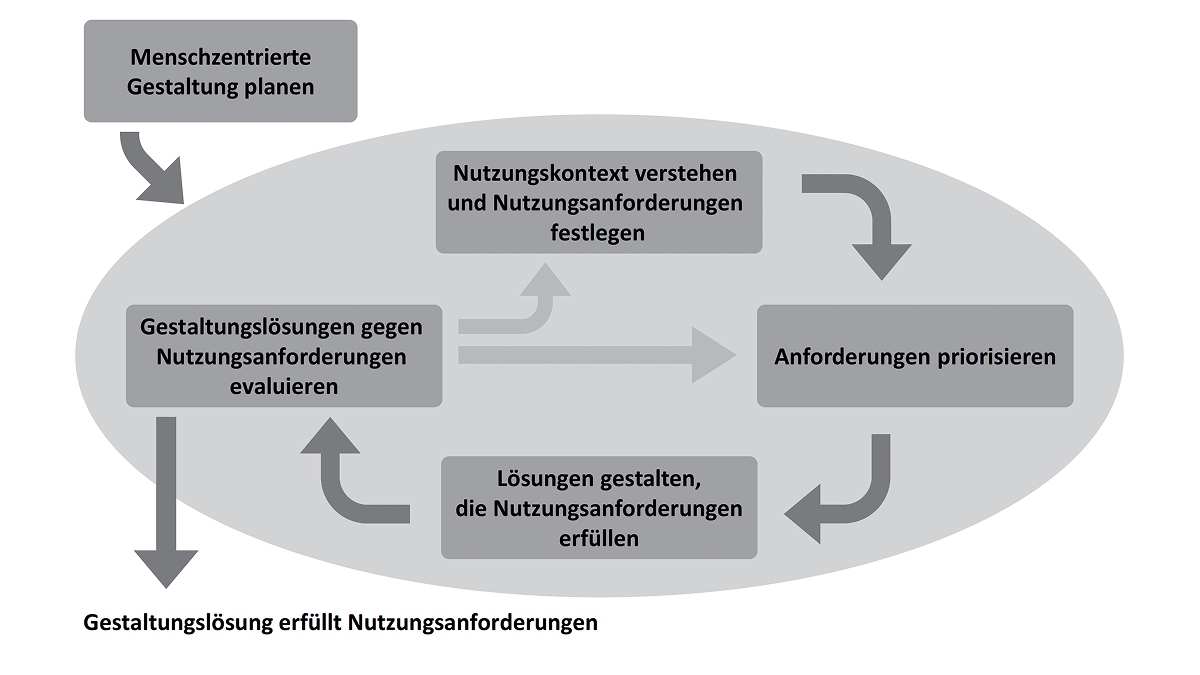 Menschzentrierte
Gestaltung planen
Nutzungskontext verstehen
und Nutzungsanforderungen
festlegen
Gestaltungslösungen gegen
Nutzungsanforderungen
evaluieren
Anforderungen priorisieren
Lösungen gestalten,
die Nutzungsanforderungen
erfüllen
Gestaltungslösung erfüllt Nutzungsanforderungen